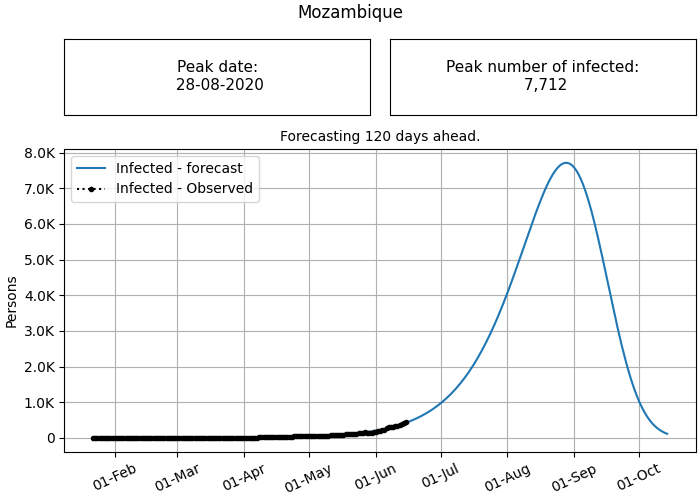 Mozambique
Peak date:
28-08-2020
Peak number of infected:
7,712
Forecasting 120 days ahead.
Infected - forecast
Infected - Observed
Persons
8.0K
7.0K
6.0K
5.0K
4.0K
3.0K
2.0K
1.0K
0
01-Feb
01-Mar
01-Apr
01-May
01-Jun
01-Jul
01-Aug
01-Sep
01-Oct